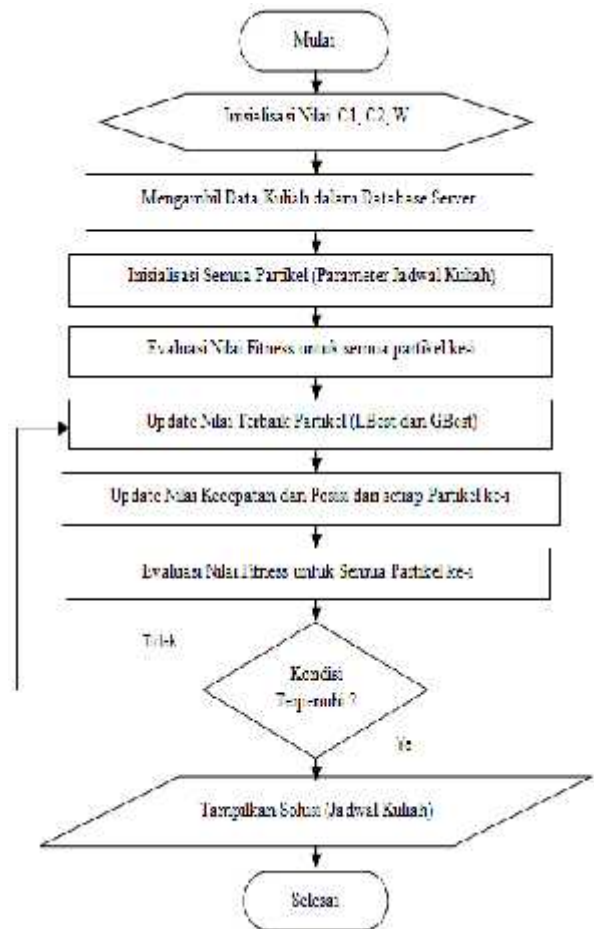 Mulai
Inisialisasi Nilai C1, C2, W
Mengambil Data Kuliah dalam Database Server
Inisialisasi Semua Partikel (Parameter Jadwal Kuliah)
Evaluasi Nilai Fitness untuk semua partikel ke-i
Update Nilai Terbaik Partikel (LBest dan GBest)
Update Nilai Kecepatan dan Posisi dari setiap Partikel ke-i
Evaluasi Nilai Fitness untuk Semua Partikel ke-i
Tidak
Kondisi
Terpenuhi ?
Ya
Tampilkan Solusi (Jadwal Kuliah)
Selesai